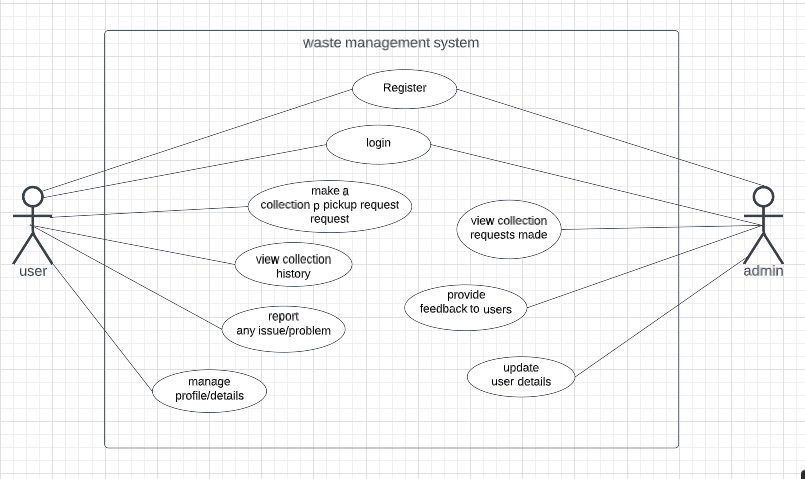 waste management system
Register
login
make a
collection p pickup request
request
view collection
requests made
view collection
history
user
admin
provide
feedback to users
report
any issue/problem
update
user details
manage
profile/details